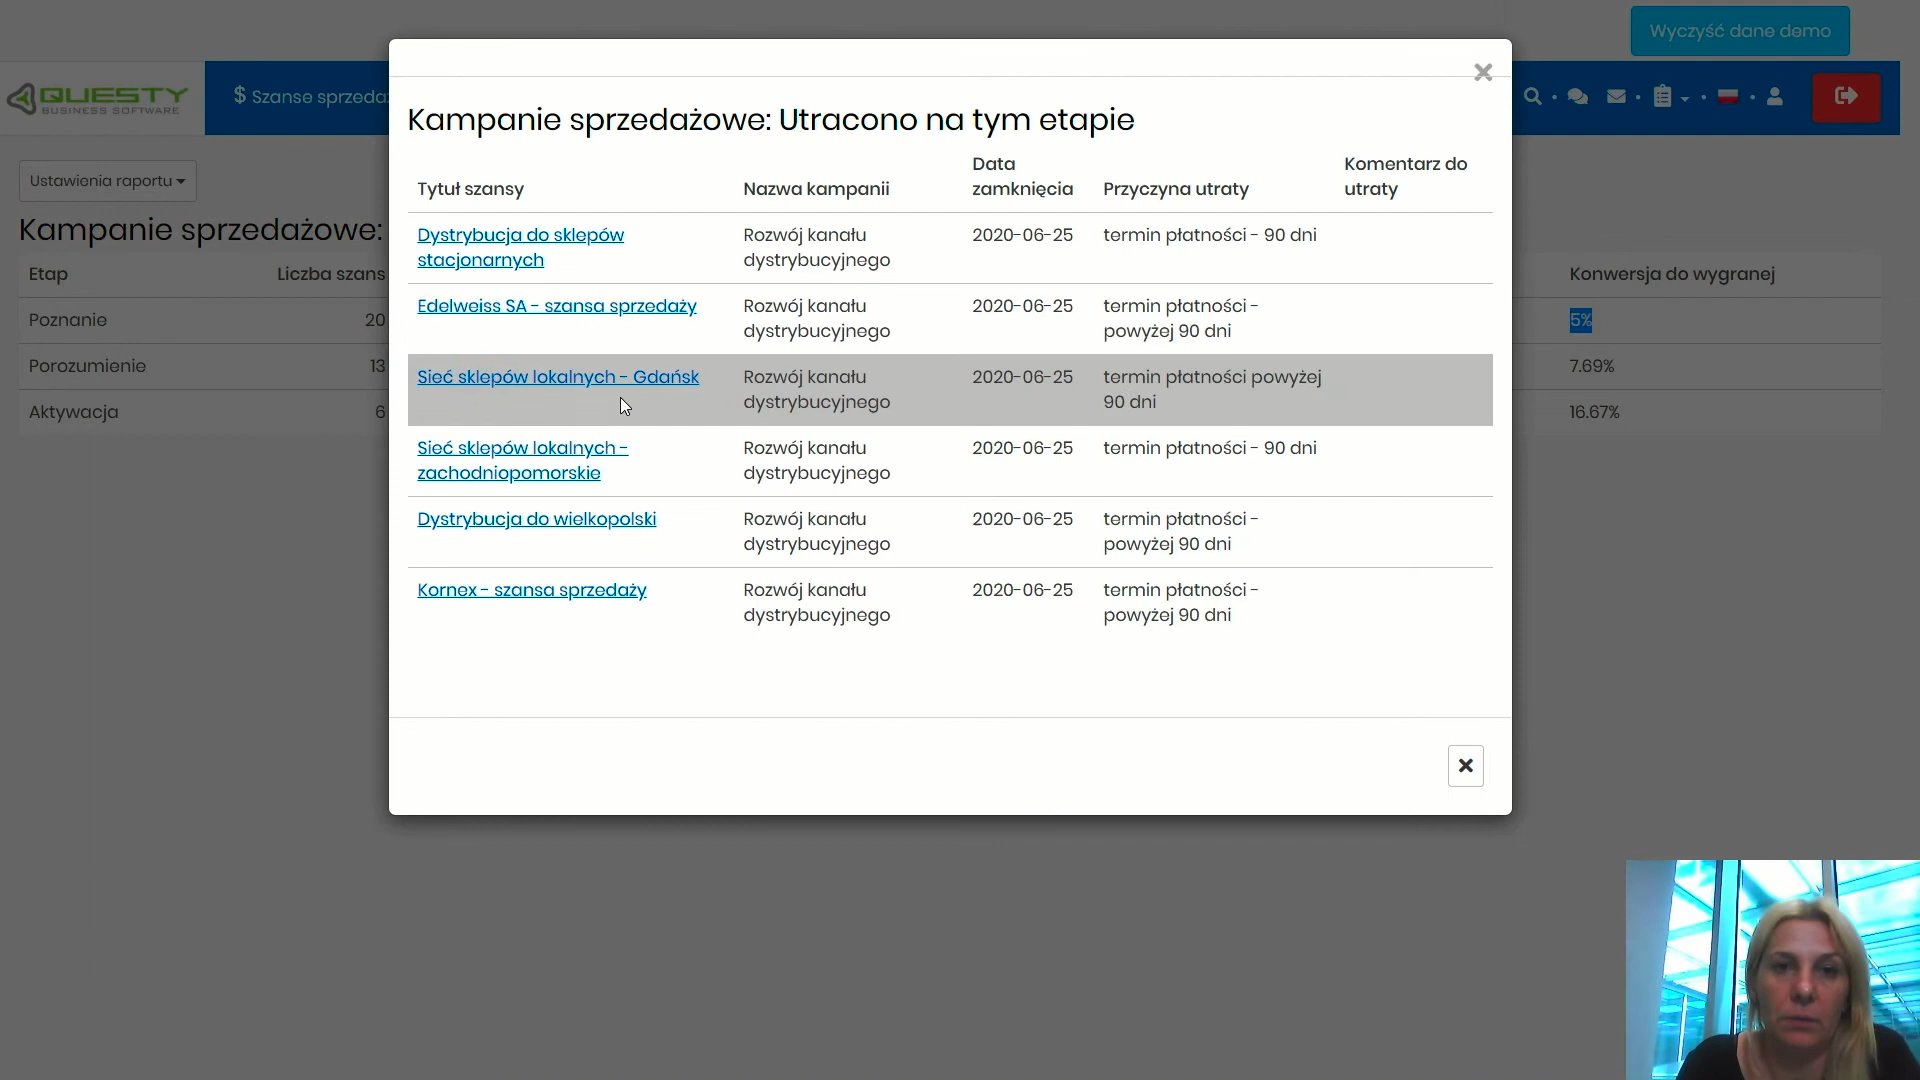 Wyczyść dane demo
QUESTY
BUSINESS SOFTWARE
$ Szanse sprzeda
Ustawienia raportu
Kampanie sprzedażowe:
Etap Liczba szans Konwersja do wygranej
Poznanie 20 5%
Porozumienie 13 7.69%
Aktywacja 6 16.67%
Kampanie sprzedażowe: Utracono na tym etapie
Tytuł szansy Nazwa kampanii Data zamknięcia Przyczyna utraty Komentarz do utraty
Dystrybucja do sklepów Rozwój kanału 2020-06-25 termin płatności - 90 dni
stacjonarnych dystrybucyjnego
Edelweiss SA - szansa sprzedaży Rozwój kanału 2020-06-25 termin płatności -
dystrybucyjnego powyżej 90 dni
Sieć sklepów lokalnych - Gdańsk Rozwój kanału 2020-06-25 termin płatności powyżej
dystrybucyjnego 90 dni
Sieć sklepów lokalnych - Rozwój kanału 2020-06-25 termin płatności - 90 dni
zachodniopomorskie dystrybucyjnego
Dystrybucja do wielkopolski Rozwój kanału 2020-06-25 termin płatności -
dystrybucyjnego powyżej 90 dni
Kornex - szansa sprzedaży Rozwój kanału 2020-06-25 termin płatności -
dystrybucyjnego powyżej 90 dni